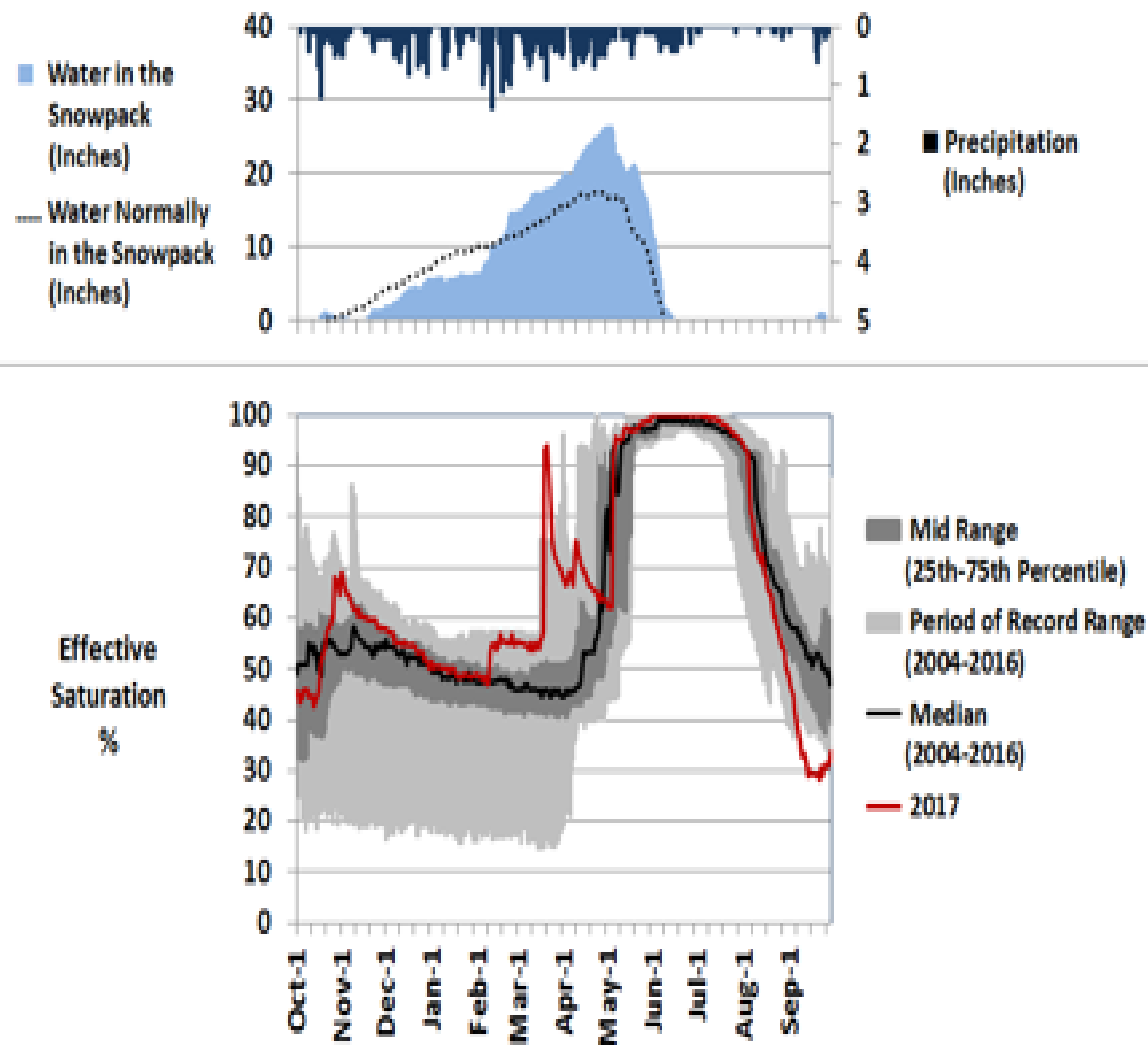 Water in the
Snowpack
(Inches)
Water Normally
in the Snowpack
(Inches)
40
30
20
10
0
0
1
2
3
4
5
Precipitation
(Inches)
Effective
Saturation
%
100
90
80
70
60
50
40
30
20
10
0
Oct-1
Nov-1
Dec-1
Jan-1
Feb-1
Mar-1
Apr-1
May-1
Jun-1
Jul-1
Aug-1
Sep-1
Mid Range
(25th-75th Percentile)
Period of Record Range
(2004-2016)
Median
(2004-2016)
2017